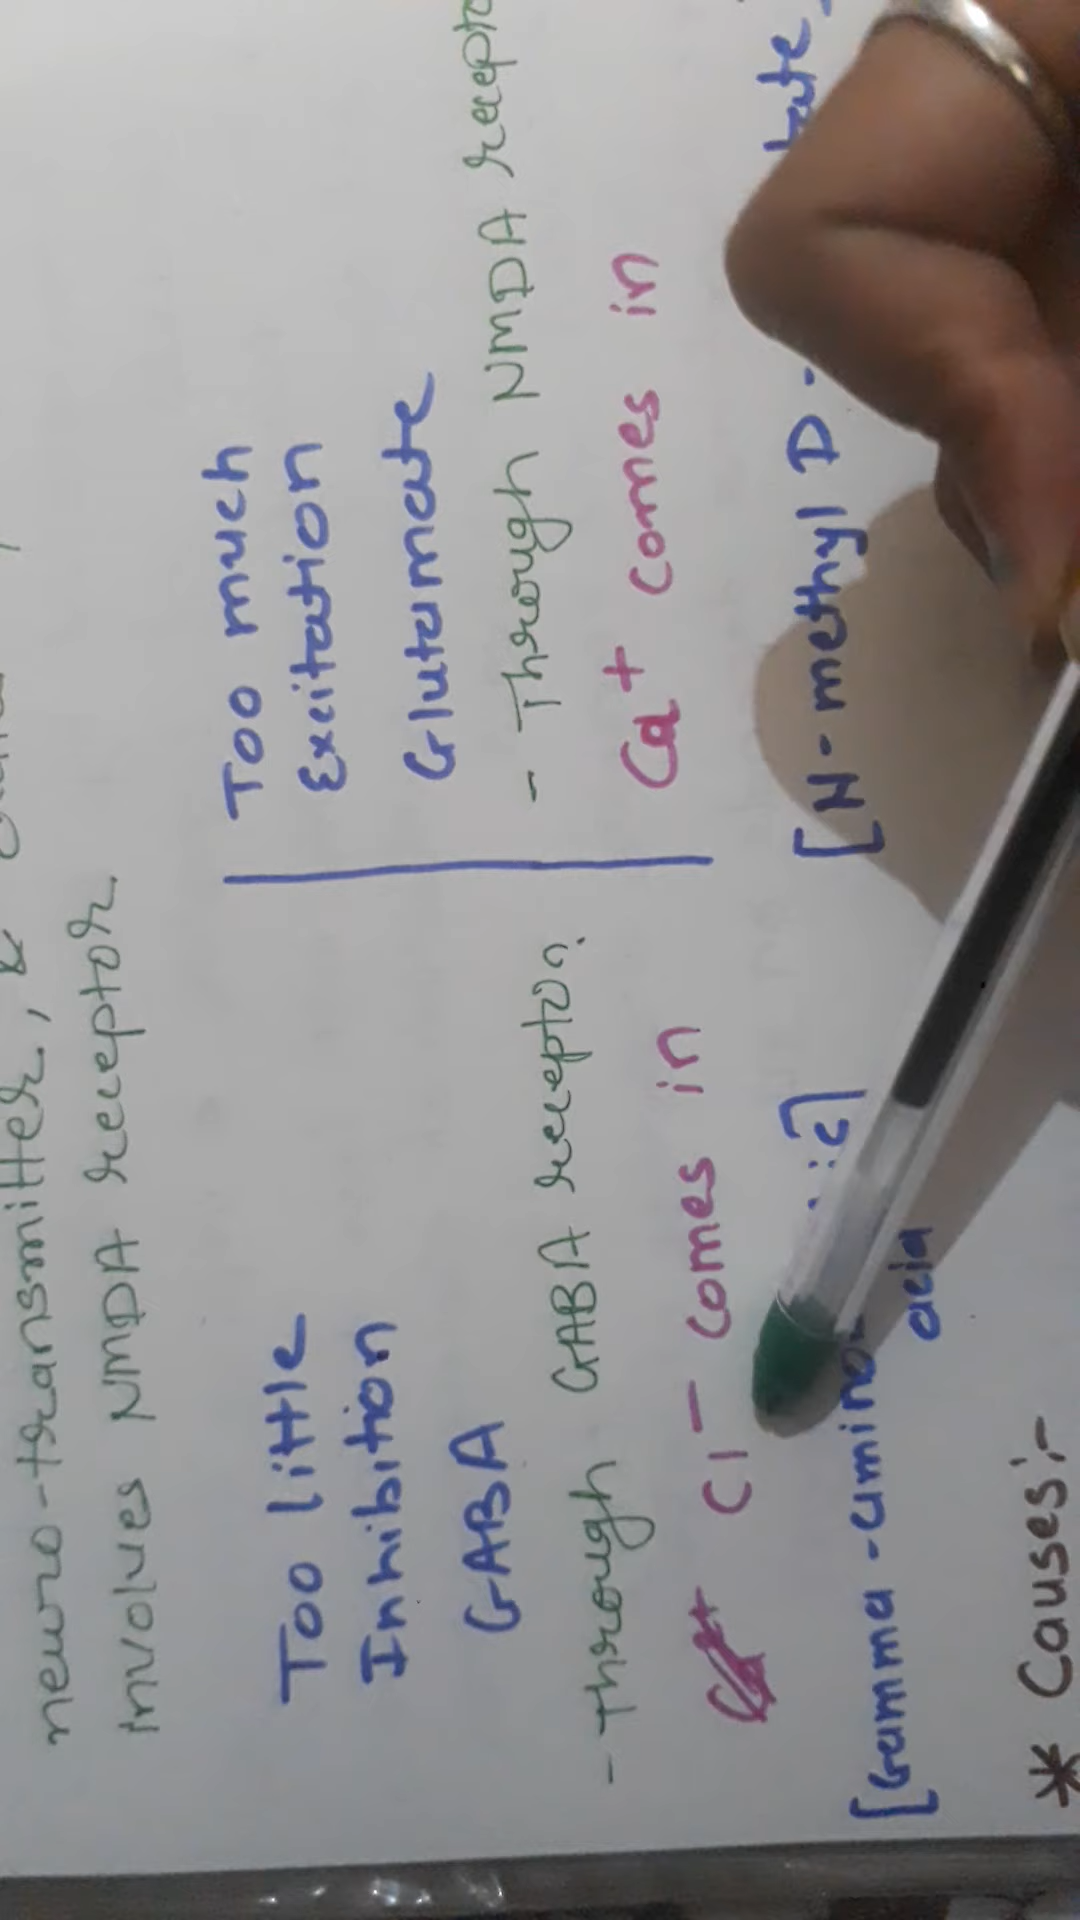 neuro-transmitter, &
involves NMDA receptor.
Too little
Inhibition
GABA
- Through GABA receptor.
Cl- comes in
[Gamma-amino-
acid
Too much
Excitation
Glutamate
- Through NMDA
Ca+ comes in
[N-methyl D-
* Causes:-